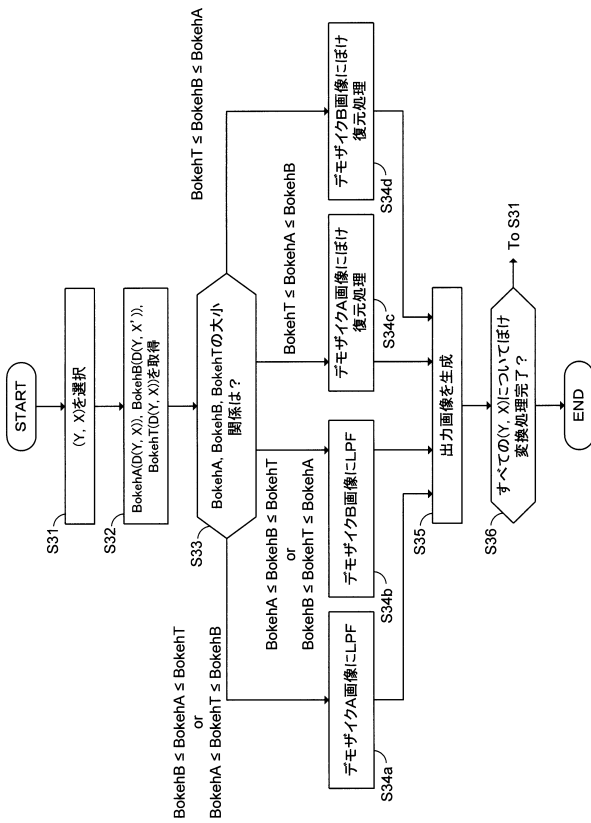 START
S31
(Y, X)を選択
S32
BokehA(D(Y, X)), BokehB(D(Y, X')),
BokehT(D(Y, X))を取得
S33
BokehA, BokehB, BokehTの大小
関係は?
BokehB ≤ BokehA ≤ BokehT
or
BokehA ≤ BokehT ≤ BokehB
BokehA ≤ BokehB ≤ BokehT
or
BokehB ≤ BokehT ≤ BokehA
BokehT ≤ BokehA ≤ BokehB
BokehT ≤ BokehB ≤ BokehA
デモザイクA画像にLPF
S34a
デモザイクB画像にLPF
S34b
デモザイクA画像にぼけ
復元処理
S34c
デモザイクB画像にぼけ
復元処理
S34d
S35
出力画像を生成
S36
すべての(Y, X)についてぼけ
変換処理完了?
To S31
END